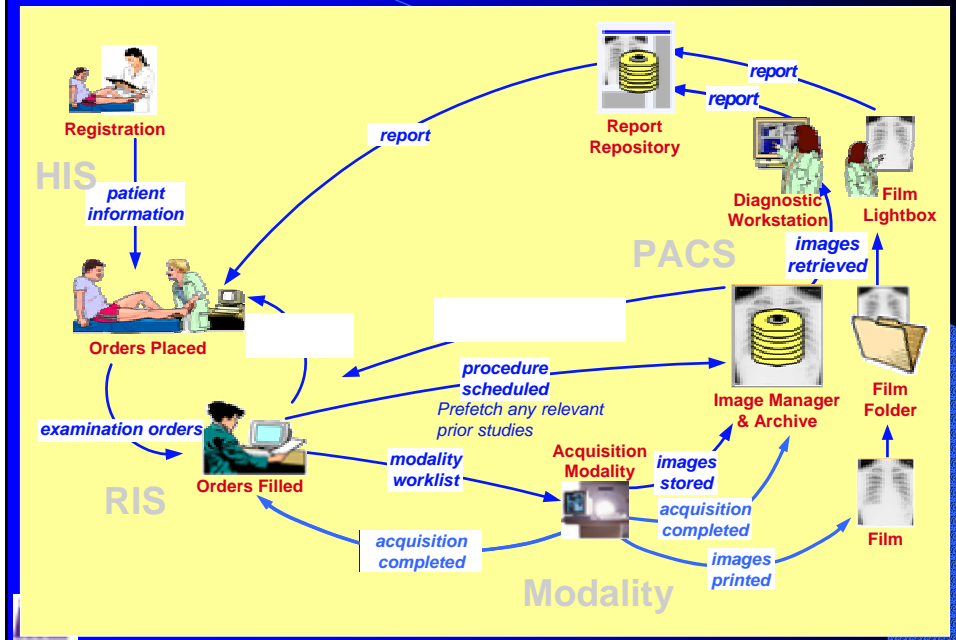 Registration
HIS
patient
information
Orders Placed
examination orders
RIS
Orders Filled
report
Report
Repository
report
report
Diagnostic
Workstation
Film
Lightbox
PACS
images
retrieved
procedure
scheduled
Prefetch any relevant
prior studies
Image Manager
& Archive
Film
Folder
modality
worklist
Acquisition
Modality
images
stored
acquisition
completed
acquisition
completed
images
printed
Film
Modality